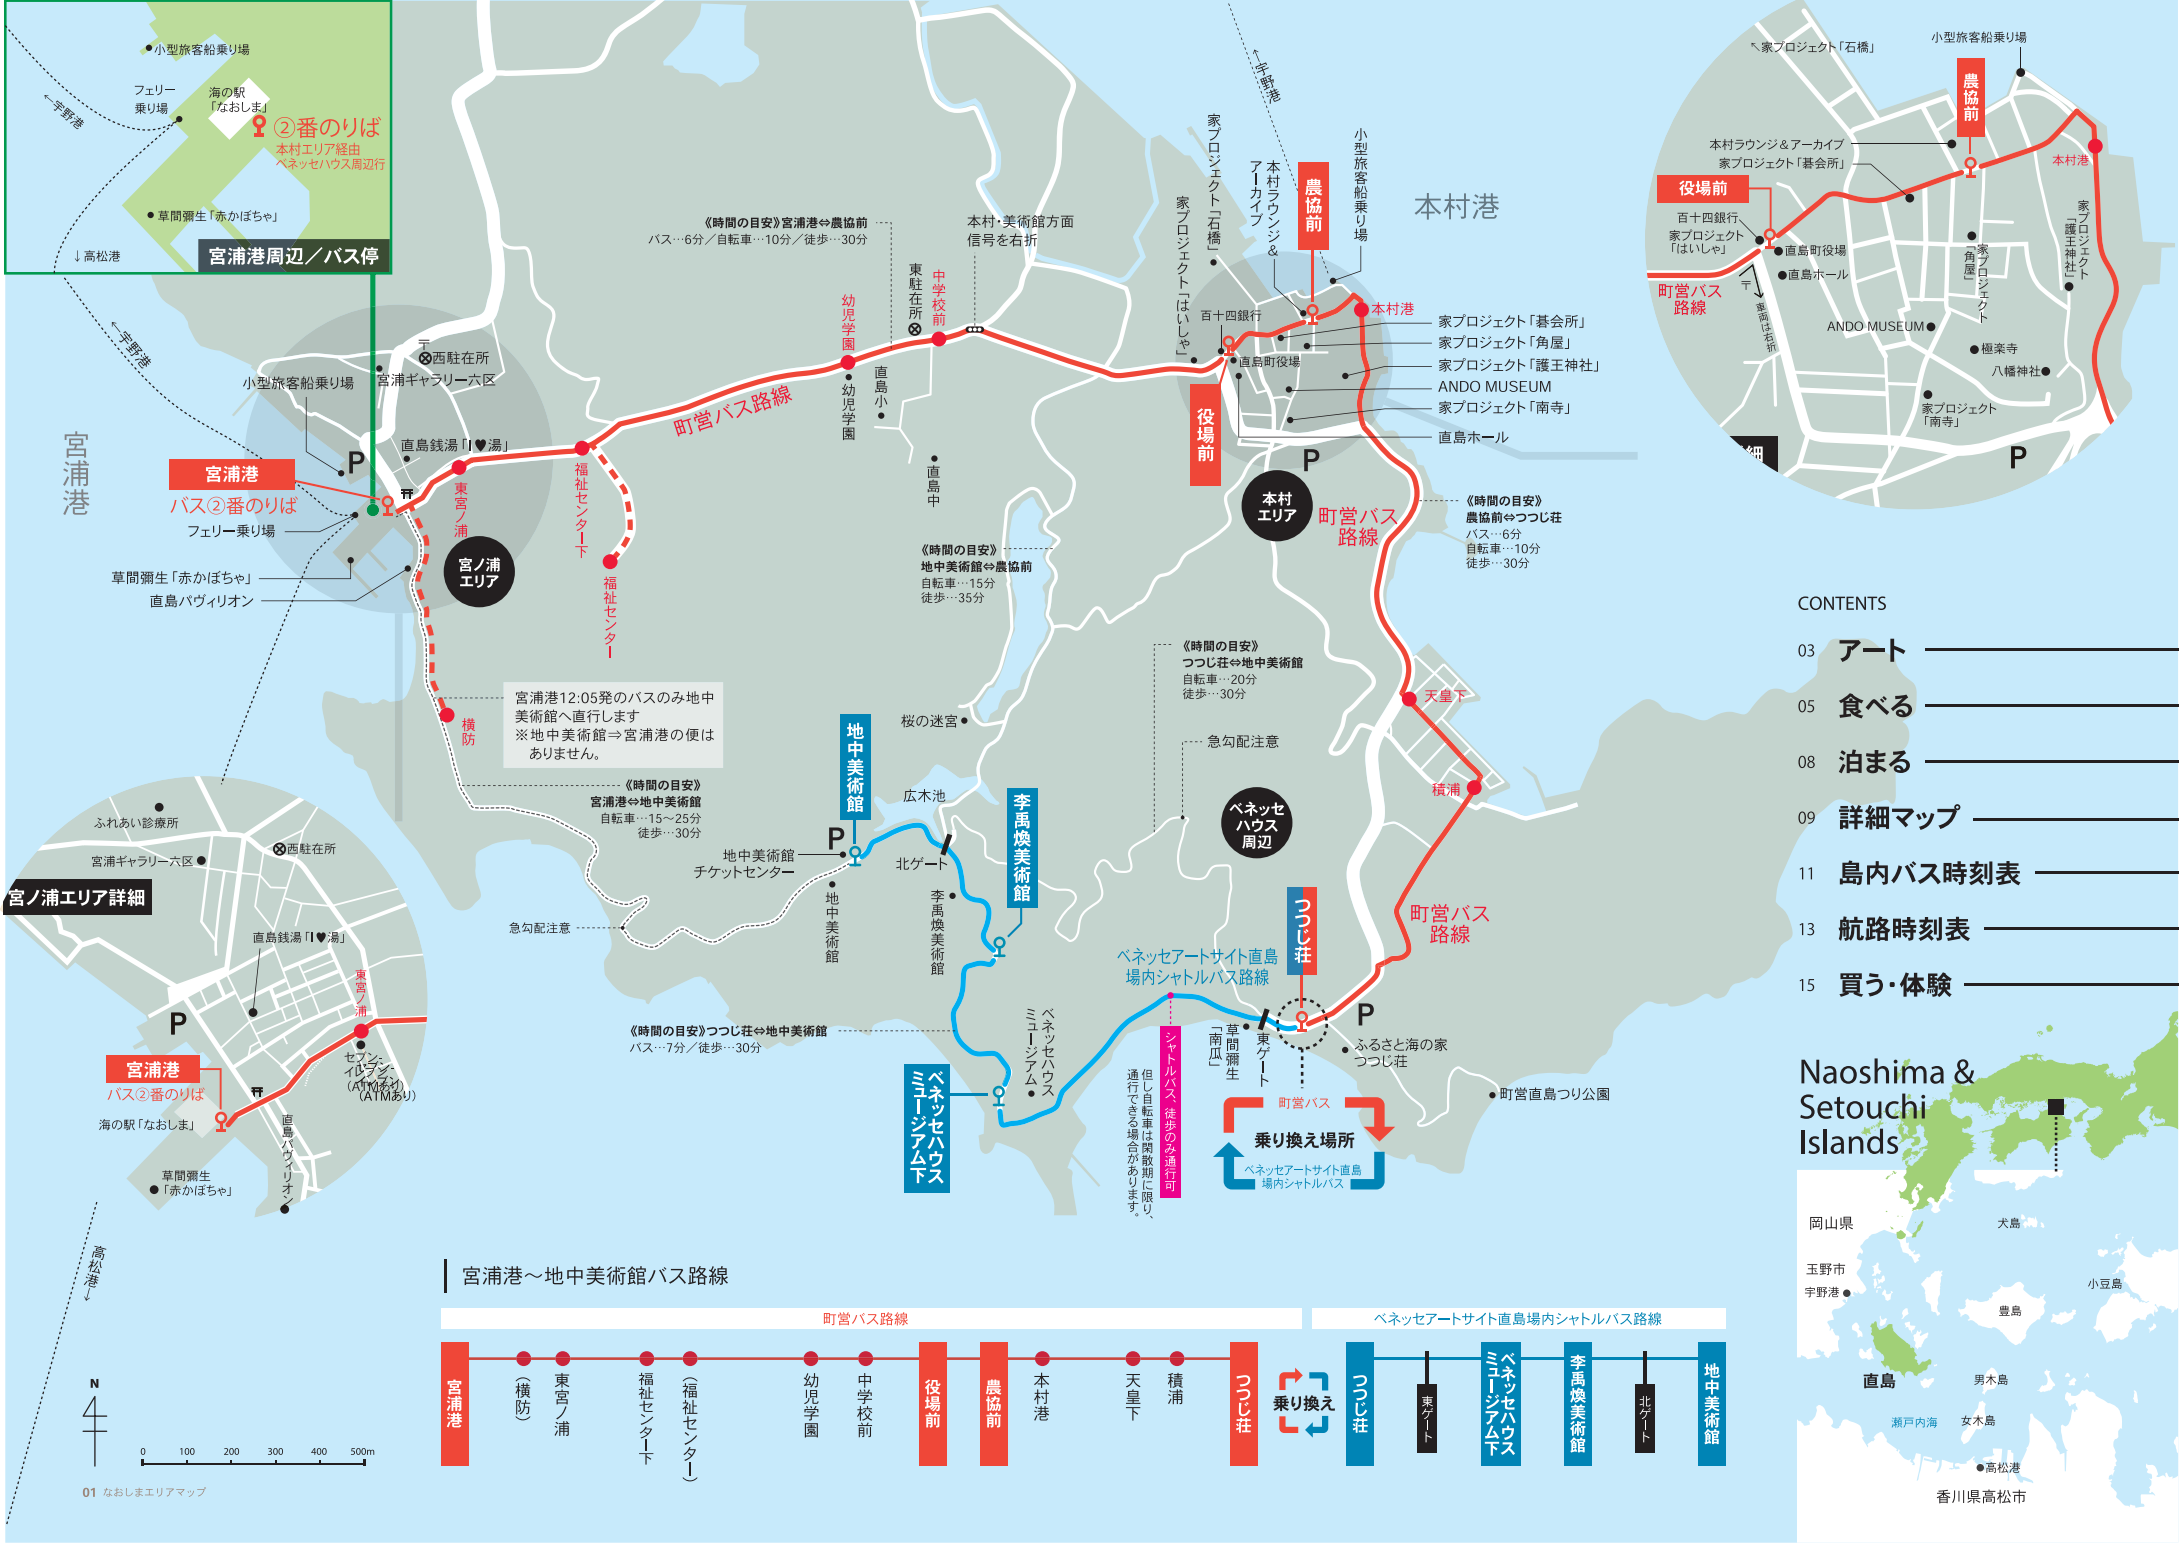 小型旅客船乗り場
フェリー
乗り場
海の駅
「なおしま」
←宇野港
②番のりば
本村エリア経由
ベネッセハウス周辺行
草間彌生「赤かぼちゃ」
↓高松港
宮浦港周辺／バス停
←宇野港
小型旅客船乗り場
〒
西駐在所
宮浦ギャラリー六区
直島銭湯「I♥湯」
P
宮浦港
宮浦港
バス②番のりば
フェリー乗り場
草間彌生「赤かぼちゃ」
直島パヴィリオン
東宮ノ浦
宮ノ浦
エリア
福祉センター下
福祉センター
横防
町営バス路線
《時間の目安》宮浦港⇔農協前
バス…6分／自転車…10分／徒歩…30分
幼児学園
幼児学園
東駐在所
中学校前
直島小
直島中
本村・美術館方面
信号を右折
家プロジェクト「はいしゃ」
家プロジェクト「石橋」
本村ラウンジ＆
アーカイブ
←宇野港
農協前
小型旅客船乗り場
本村港
百十四銀行
直島町役場
役場前
本村港
家プロジェクト「碁会所」
家プロジェクト「角屋」
家プロジェクト「護王神社」
ANDO MUSEUM
家プロジェクト「南寺」
直島ホール
P
本村
エリア
町営バス
路線
《時間の目安》
農協前⇔つつじ荘
バス…6分
自転車…10分
徒歩…30分
《時間の目安》
地中美術館⇔農協前
自転車…15分
徒歩…35分
《時間の目安》
つつじ荘⇔地中美術館
自転車…20分
徒歩…30分
急勾配注意
天皇下
積浦
町営バス
路線
宮浦港12:05発のバスのみ地中
美術館へ直行します
※地中美術館⇒宮浦港の便は
ありません。
《時間の目安》
宮浦港⇔地中美術館
自転車…15〜25分
徒歩…30分
急勾配注意
桜の迷宮
広木池
地中美術館
P
地中美術館
チケットセンター
地中美術館
北ゲート
李禹煥美術館
李禹煥美術館
ベネッセ
ハウス
周辺
つつじ荘
ベネッセアートサイト直島
場内シャトルバス路線
《時間の目安》つつじ荘⇔地中美術館
バス…7分／徒歩…30分
ベネッセハウス
ミュージアム下
ベネッセハウス
ミュージアム
シャトルバス、徒歩のみ通行可
但し自転車は閑散期に限り、
通行できる場合があります。
草間彌生
「南瓜」
東ゲート
P
ふるさと海の家
つつじ荘
町営直島つり公園
町営バス
乗り換え場所
ベネッセアートサイト直島
場内シャトルバス
ふれあい診療所
宮浦ギャラリー六区
西駐在所
宮ノ浦エリア詳細
直島銭湯「I♥湯」
東宮ノ浦
P
宮浦港
バス②番のりば
海の駅「なおしま」
セブン-
イレブン
(ATMあり)
(ATMあり)
直島パヴィリオン
草間彌生
「赤かぼちゃ」
高松港→
↖家プロジェクト「石橋」
小型旅客船乗り場
農協前
本村ラウンジ＆アーカイブ
家プロジェクト「碁会所」
本村港
役場前
百十四銀行
家プロジェクト
「はいしゃ」
直島町役場
直島ホール
町営バス
路線
〒
車両は右折
家プロジェクト
「角屋」
家プロジェクト
「護王神社」
ANDO MUSEUM
極楽寺
八幡神社
家プロジェクト
「南寺」
細
P
CONTENTS
03 アート
05 食べる
08 泊まる
09 詳細マップ
11 島内バス時刻表
13 航路時刻表
15 買う・体験
Naoshima &
Setouchi
Islands
岡山県
玉野市
宇野港
犬島
小豆島
豊島
直島
男木島
女木島
瀬戸内海
高松港
香川県高松市
宮浦港〜地中美術館バス路線
町営バス路線
ベネッセアートサイト直島場内シャトルバス路線
宮浦港
（横防）
東宮ノ浦
福祉センター下
（福祉センター）
幼児学園
中学校前
役場前
農協前
本村港
天皇下
積浦
つつじ荘
乗り換え
つつじ荘
東ゲート
ベネッセハウス
ミュージアム下
李禹煥美術館
北ゲート
地中美術館
N
0 100 200 300 400 500m
01 なおしまエリアマップ